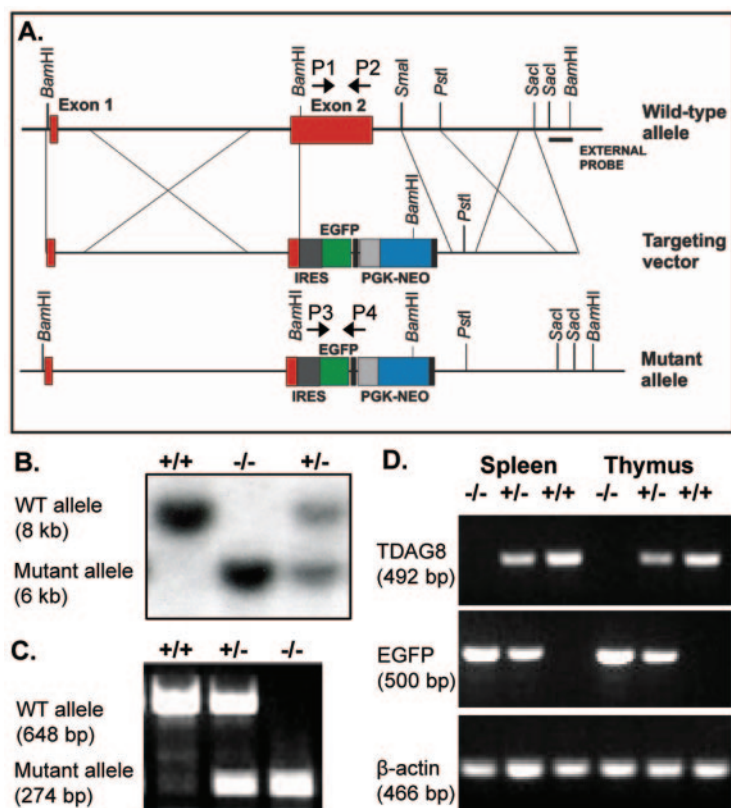 A.
BamHI
Exon 1
BamHI
P1 P2
Exon 2
SmaI
PstI
SacI
SacI
BamHI
Wild-type
allele
EXTERNAL
PROBE
EGFP
BamHI
PstI
Targeting
vector
IRES
PGK-NEO
BamHI
BamHI
P3 P4
EGFP
BamHI
PstI
SacI
SacI
BamHI
Mutant
allele
IRES
PGK-NEO
B.
+/+ -/- +/-
WT allele
(8 kb)
Mutant allele
(6 kb)
C.
+/+ +/- -/-
WT allele
(648 bp)
Mutant allele
(274 bp)
D.
Spleen Thymus
-/- +/- +/+ -/- +/- +/+
TDAG8
(492 bp)
EGFP
(500 bp)
β-actin
(466 bp)